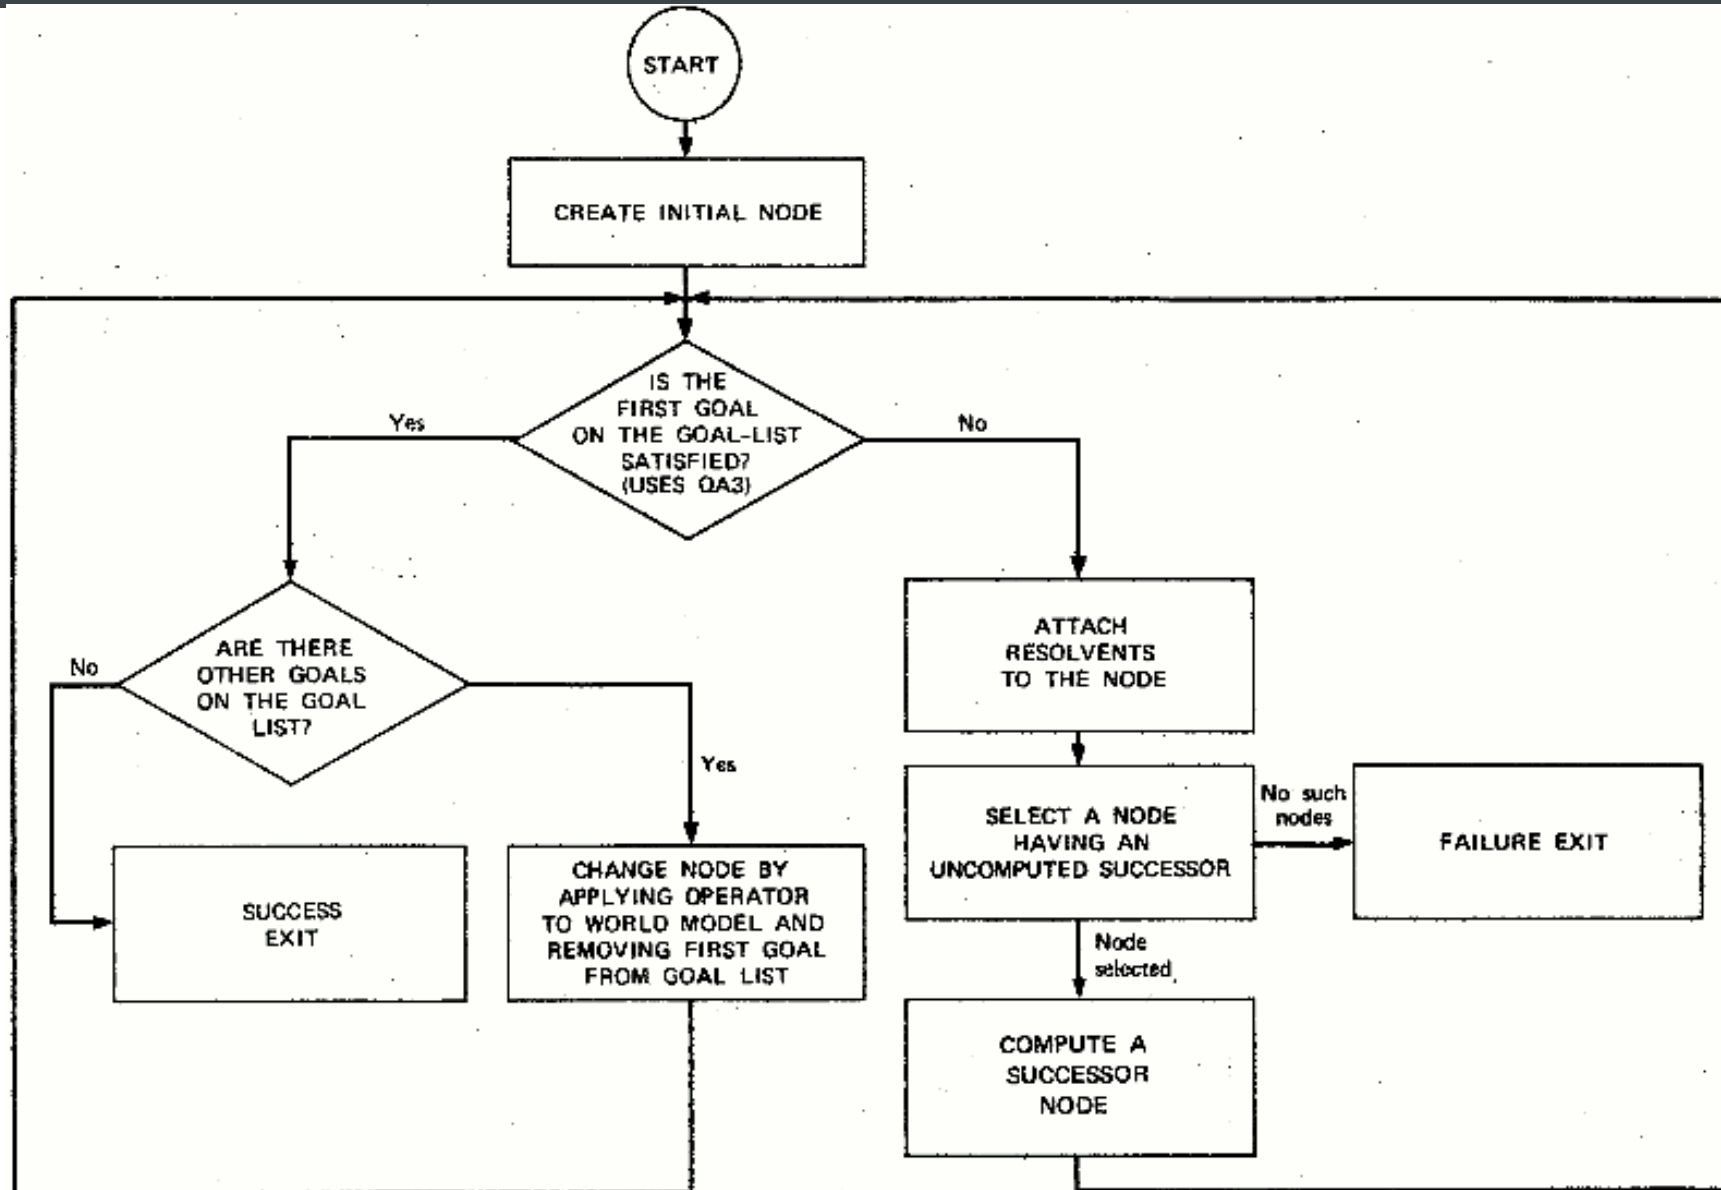 START
CREATE INITIAL NODE
IS THE
FIRST GOAL
ON THE GOAL-LIST
SATISFIED?
(USES QA3)
Yes
No
ARE THERE
OTHER GOALS
ON THE GOAL
LIST?
No
Yes
ATTACH
RESOLVENTS
TO THE NODE
SELECT A NODE
HAVING AN
UNCOMPUTED SUCCESSOR
No such
nodes
FAILURE EXIT
SUCCESS
EXIT
CHANGE NODE BY
APPLYING OPERATOR
TO WORLD MODEL AND
REMOVING FIRST GOAL
FROM GOAL LIST
Node
selected
COMPUTE A
SUCCESSOR
NODE